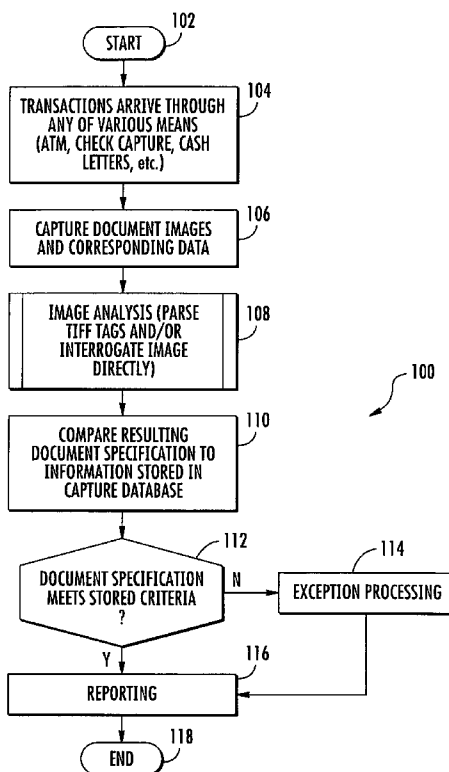 102
START
104
TRANSACTIONS ARRIVE THROUGH
ANY OF VARIOUS MEANS
(ATM, CHECK CAPTURE, CASH
LETTERS, etc.)
106
CAPTURE DOCUMENT IMAGES
AND CORRESPONDING DATA
108
IMAGE ANALYSIS (PARSE
TIFF TAGS AND/OR
INTERROGATE IMAGE
DIRECTLY)
100
110
COMPARE RESULTING
DOCUMENT SPECIFICATION TO
INFORMATION STORED IN
CAPTURE DATABASE
112
DOCUMENT SPECIFICATION
MEETS STORED CRITERIA
?
N
114
EXCEPTION PROCESSING
Y
116
REPORTING
118
END